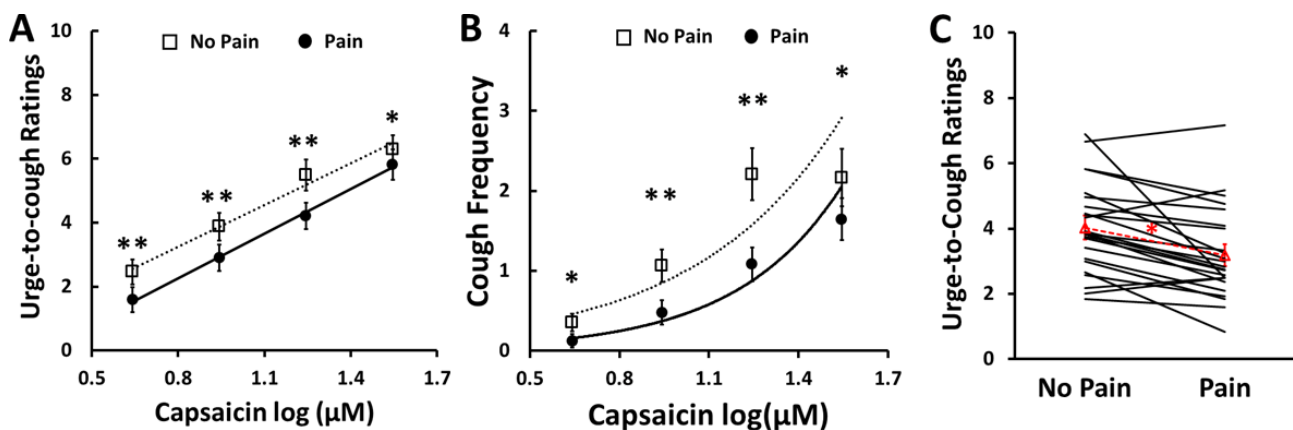 A
No Pain Pain
Urge-to-cough Ratings
10
8
6
4
2
0
** ** ** *
0.5 0.8 1.1 1.4 1.7
Capsaicin log (μM)
B
No Pain Pain
Cough Frequency
4
3
2
1
0
* ** ** *
0.5 0.8 1.1 1.4 1.7
Capsaicin log(μM)
C
Urge-to-Cough Ratings
10
8
6
4
2
0
*
No Pain Pain